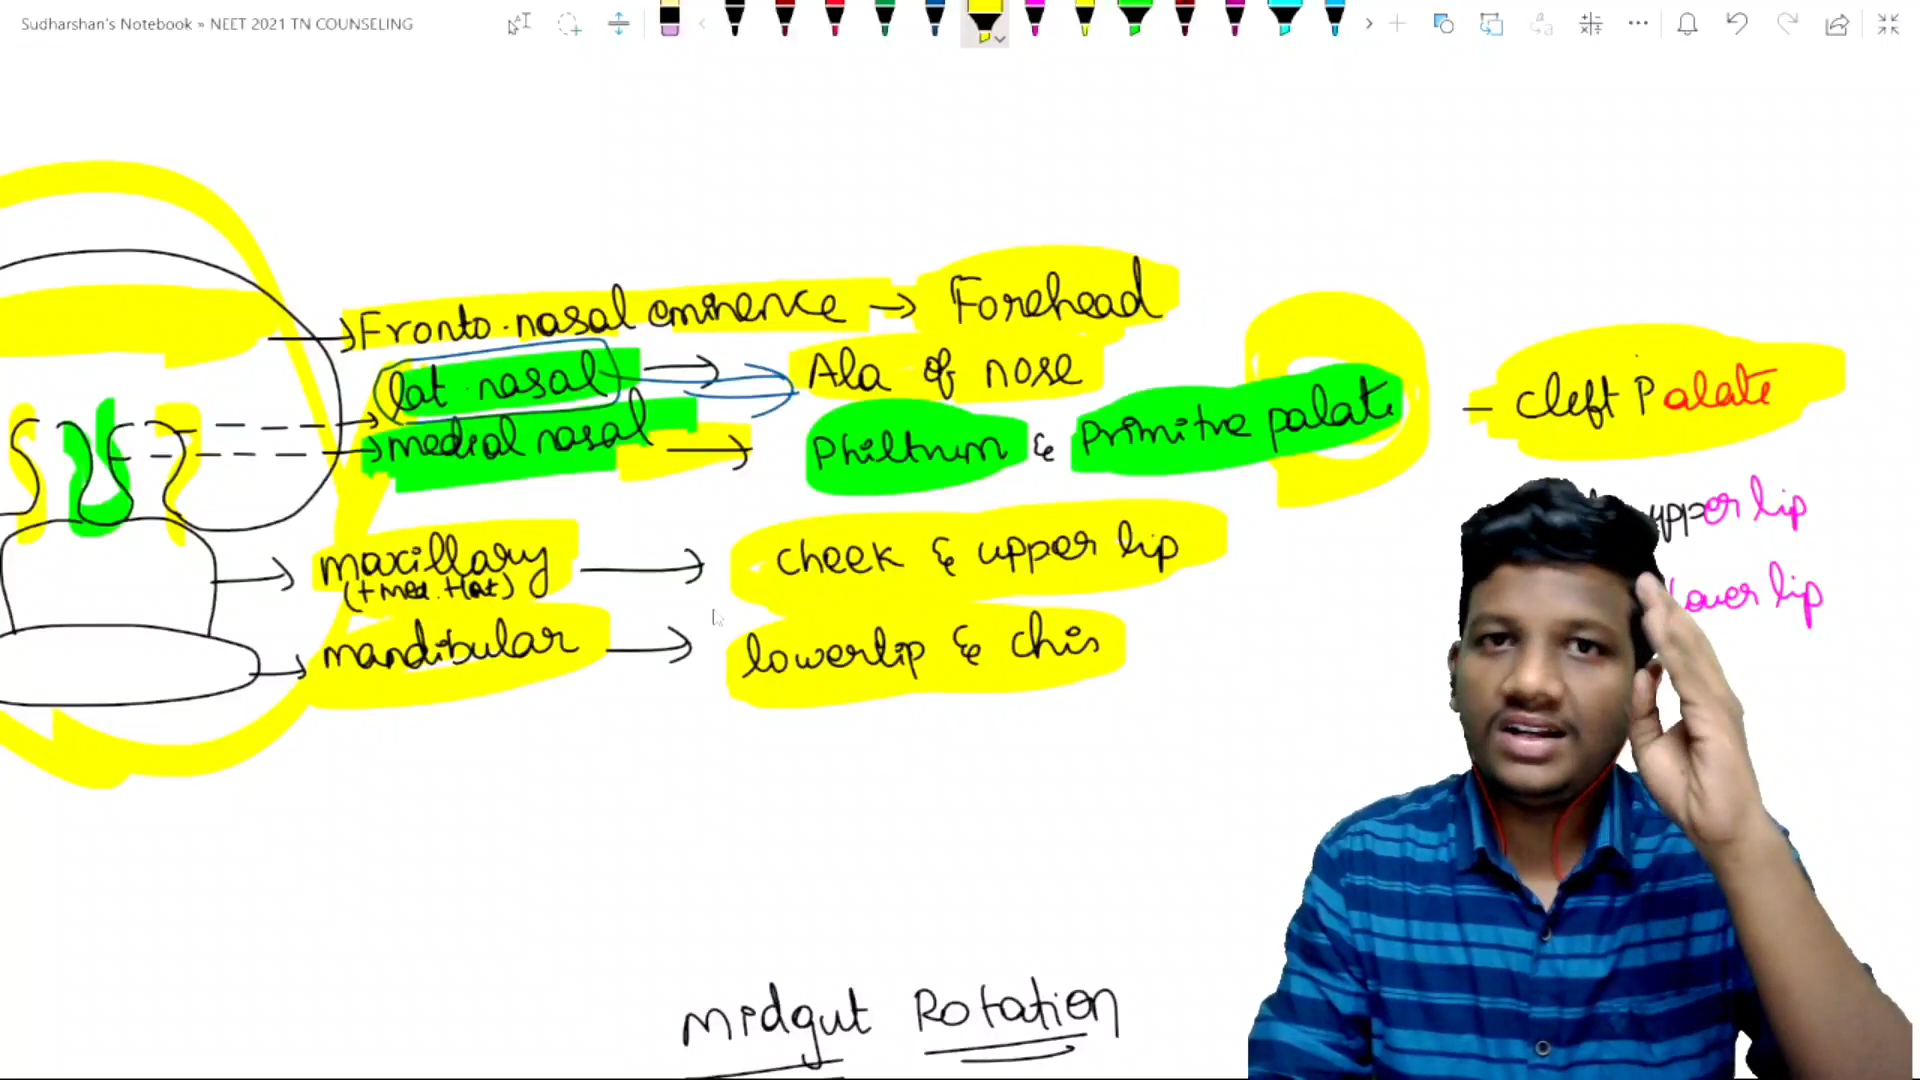 Sudharshan's Notebook » NEET 2021 TN COUNSELING
Fronto-nasal eminence → Forehead
lat. nasal → Ala of nose
medial nasal → Philtrum & Primitive palate
- Cleft Palate
upper lip
maxillary → cheek & upper lip
(+ med. + lat)
lower lip
mandibular → lowerlip & chin
Midgut Rotation